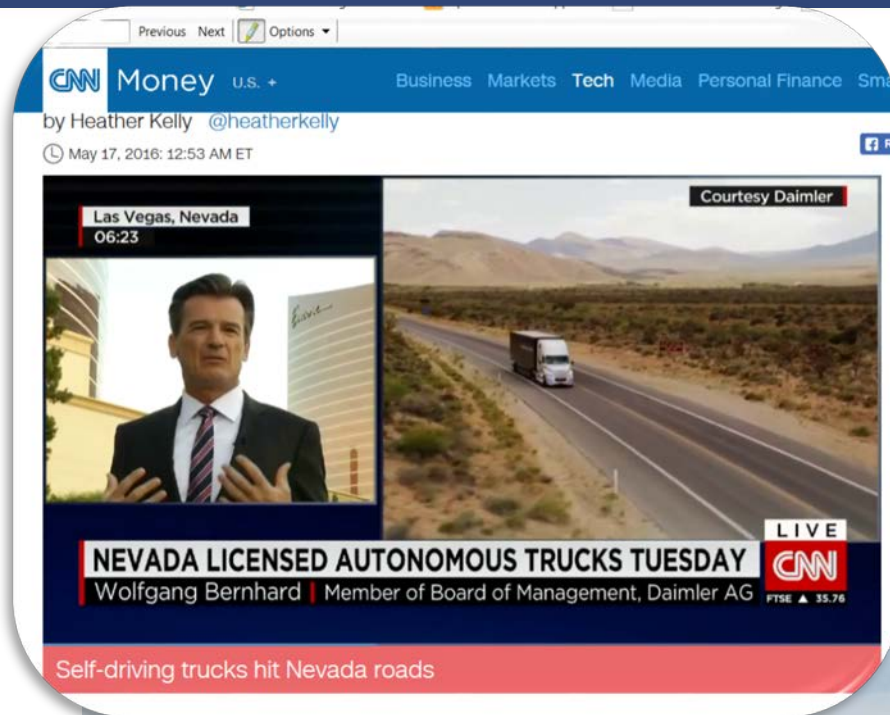 Previous Next Options
CNN Money U.S. + Business Markets Tech Media Personal Finance
by Heather Kelly @heatherkelly
May 17, 2016: 12:53 AM ET
Courtesy Daimler
Las Vegas, Nevada
06:23
Encore
LIVE
NEVADA LICENSED AUTONOMOUS TRUCKS TUESDAY
CNN
Wolfgang Bernhard | Member of Board of Management, Daimler AG
FTSE ▲ 35.76
Self-driving trucks hit Nevada roads